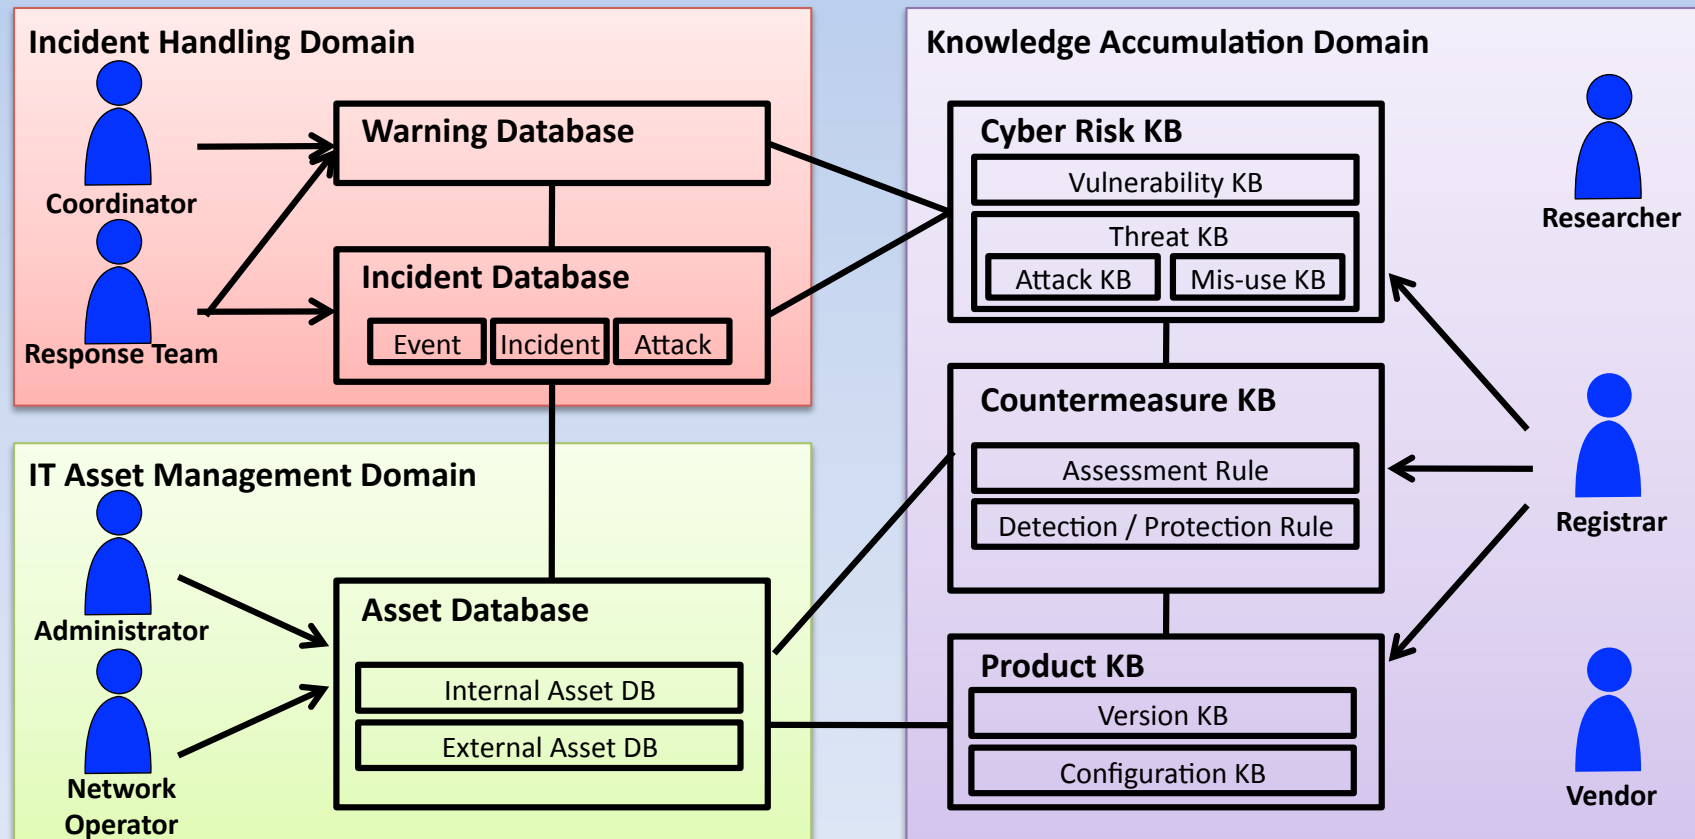 Incident Handling Domain
Coordinator
Response Team
Warning Database
Incident Database
Event
Incident
Attack
IT Asset Management Domain
Administrator
Network
Operator
Asset Database
Internal Asset DB
External Asset DB
Knowledge Accumulation Domain
Cyber Risk KB
Vulnerability KB
Threat KB
Attack KB
Mis-use KB
Countermeasure KB
Assessment Rule
Detection / Protection Rule
Product KB
Version KB
Configuration KB
Researcher
Registrar
Vendor